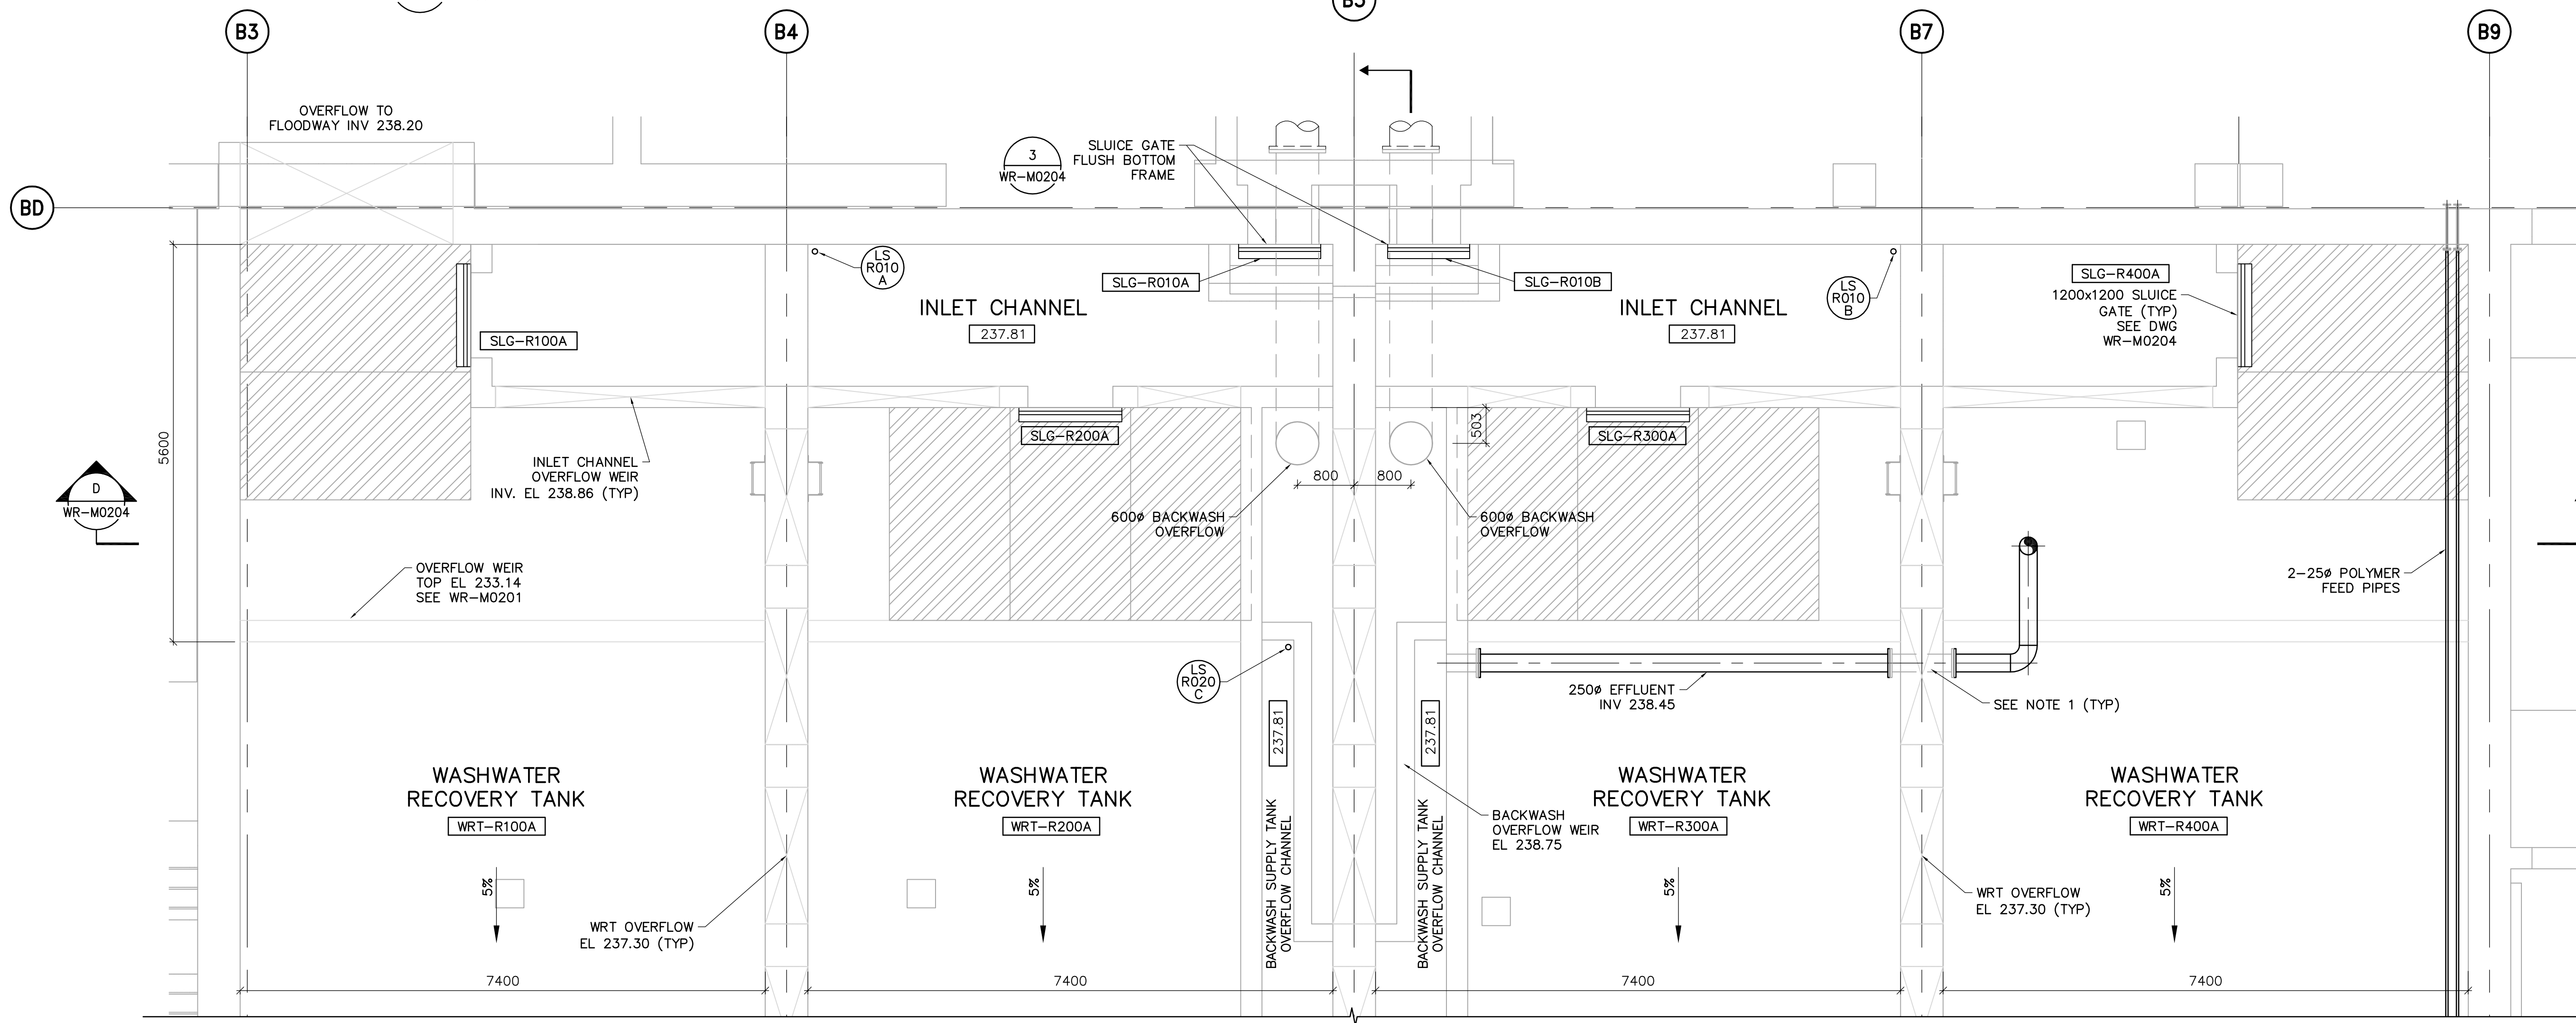 B3
B4
B5
B7
B9
BD
OVERFLOW TO
FLOODWAY INV 238.20
3
WR-M0204
SLUICE GATE
FLUSH BOTTOM
FRAME
LS
R010
A
SLG-R010A
SLG-R010B
LS
R010
B
SLG-R400A
1200x1200 SLUICE
GATE (TYP)
SEE DWG
WR-M0204
INLET CHANNEL
237.81
INLET CHANNEL
237.81
SLG-R100A
5600
SLG-R200A
SLG-R300A
503
INLET CHANNEL
OVERFLOW WEIR
INV. EL 238.86 (TYP)
800
800
D
WR-M0204
600ø BACKWASH
OVERFLOW
600ø BACKWASH
OVERFLOW
OVERFLOW WEIR
TOP EL 233.14
SEE WR-M0201
2-25ø POLYMER
FEED PIPES
LS
R020
C
250ø EFFLUENT
INV 238.45
SEE NOTE 1 (TYP)
237.81
237.81
WASHWATER
RECOVERY TANK
WRT-R100A
WASHWATER
RECOVERY TANK
WRT-R200A
WASHWATER
RECOVERY TANK
WRT-R300A
WASHWATER
RECOVERY TANK
WRT-R400A
BACKWASH SUPPLY TANK
OVERFLOW CHANNEL
BACKWASH SUPPLY TANK
OVERFLOW CHANNEL
BACKWASH
OVERFLOW WEIR
EL 238.75
5%
5%
5%
5%
WRT OVERFLOW
EL 237.30 (TYP)
WRT OVERFLOW
EL 237.30 (TYP)
7400
7400
7400
7400